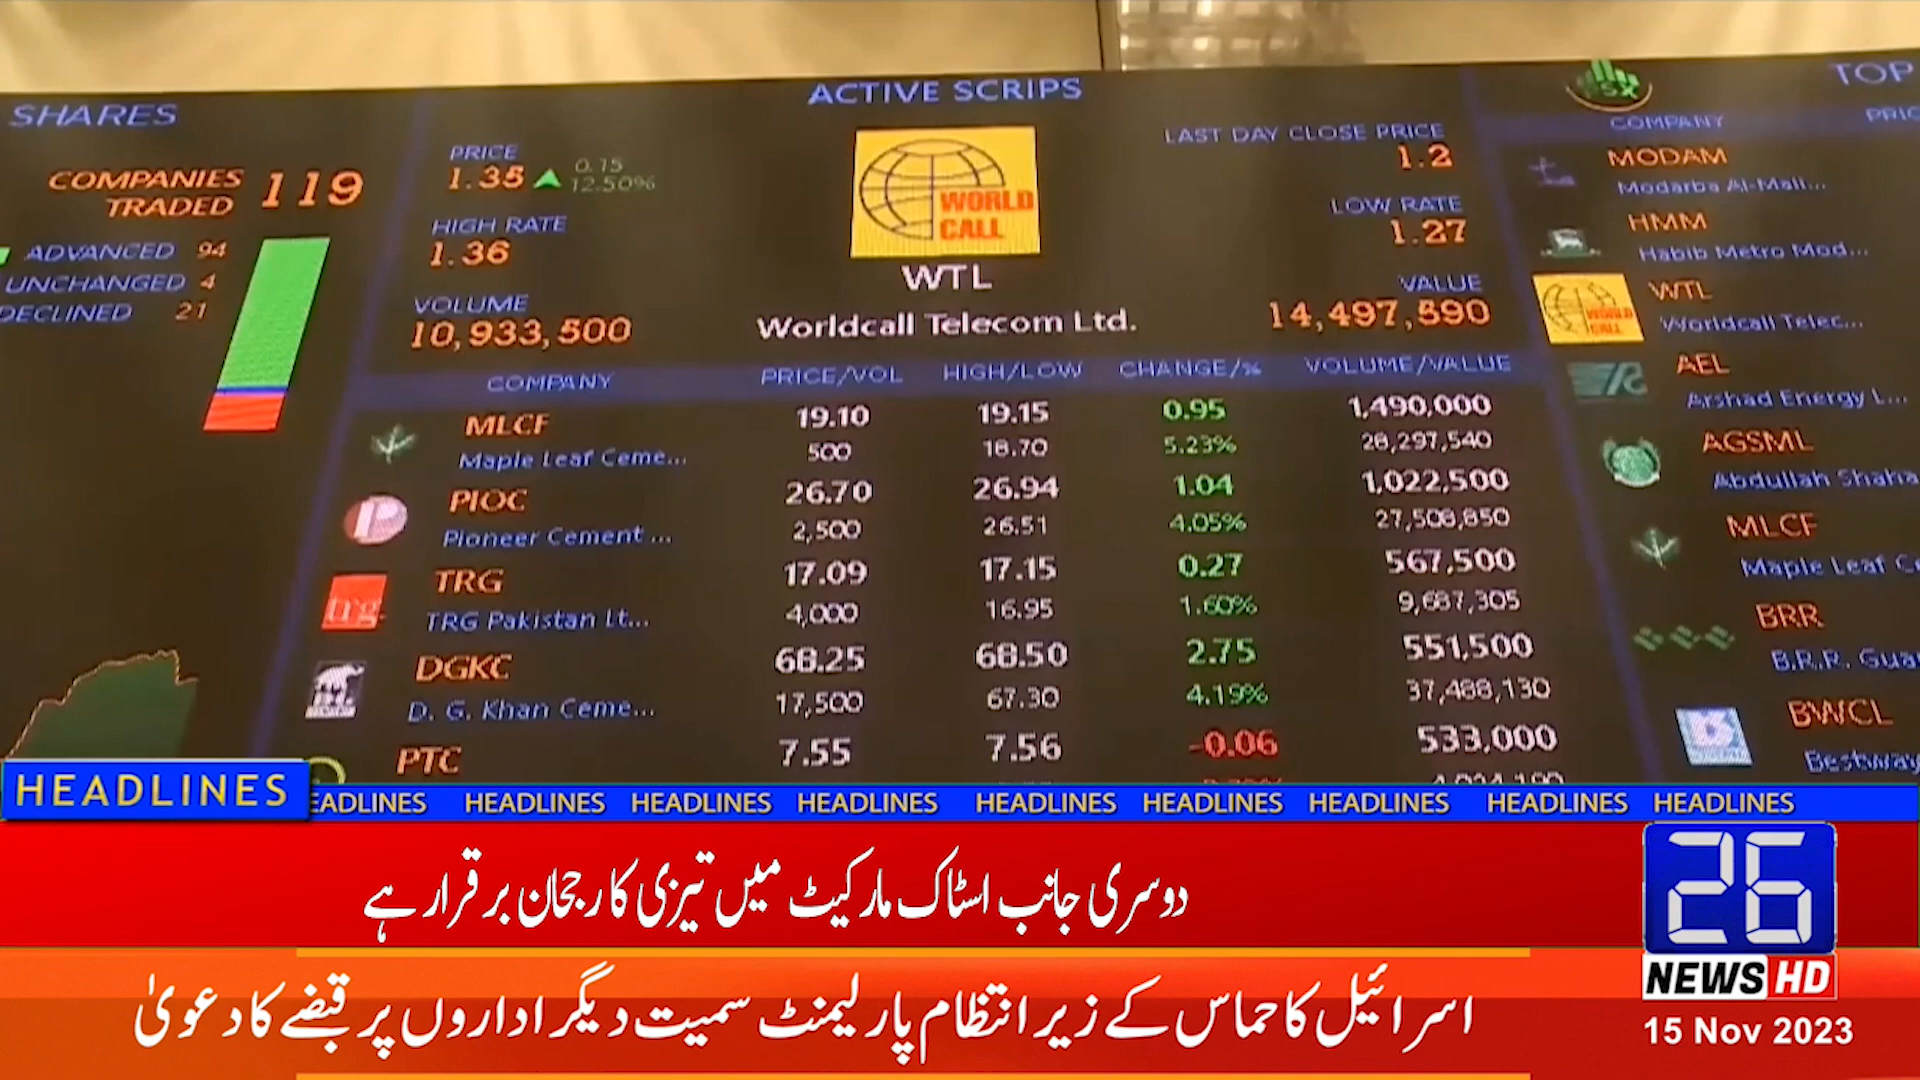 SHARES
COMPANIES TRADED 119
ADVANCED 94
UNCHANGED 4
DECLINED 21
ACTIVE SCRIPS
PRICE
1.35 0.15
12.50%
HIGH RATE
1.36
VOLUME
10,933,500
WORLD
CALL
WTL
Worldcall Telecom Ltd.
LAST DAY CLOSE PRICE
1.2
LOW RATE
1.27
VALUE
14,497,590
COMPANY PRICE/VOL HIGH/LOW CHANGE/% VOLUME/VALUE
MLCF 19.10 19.15 0.95 1,490,000
Maple Leaf Ceme... 500 18.70 5.23% 28,297,540
PIOC 26.70 26.94 1.04 1,022,500
Pioneer Cement ... 2,500 26.51 4.05% 27,508,850
trg
TRG 17.09 17.15 0.27 567,500
TRG Pakistan Lt... 4,000 16.95 1.60% 9,687,305
DGKC 68.25 68.50 2.75 551,500
D. G. Khan Ceme... 17,500 67.30 4.19% 37,488,130
PTC 7.55 7.56 -0.06 533,000
TOP
COMPANY PRIC
MODAM
Modarba Al-Mali...
HMM
Habib Metro Mod...
WORLD
CALL
WTL
Worldcall Telec...
AEL
Arshad Energy L...
AGSML
Abdullah Shaha
MLCF
Maple Leaf Ce
BRR
B.R.R. Gua
BWCL
Bestway
HEADLINES
EADLINES HEADLINES HEADLINES HEADLINES HEADLINES HEADLINES HEADLINES HEADLINES HEADLINES
دوسری جانب اسٹاک مارکیٹ میں تیزی کا رجحان برقرار ہے
اسرائیل کا حماس کے زیر انتظام پارلیمنٹ سمیت دیگر اداروں پر قبضے کا دعویٰ
26
NEWS HD
15 Nov 2023